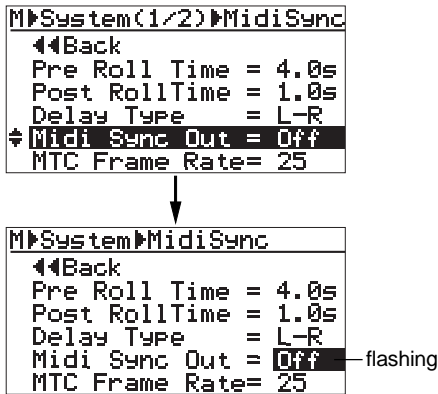 M▶System(1/2)▶MidiSync
◀◀Back
Pre Roll Time = 4.0s
Post RollTime = 1.0s
Delay Type = L-R
Midi Sync Out = Off
MTC Frame Rate= 25
M▶System▶MidiSync
◀◀Back
Pre Roll Time = 4.0s
Post RollTime = 1.0s
Delay Type = L-R
Midi Sync Out = Off flashing
MTC Frame Rate= 25